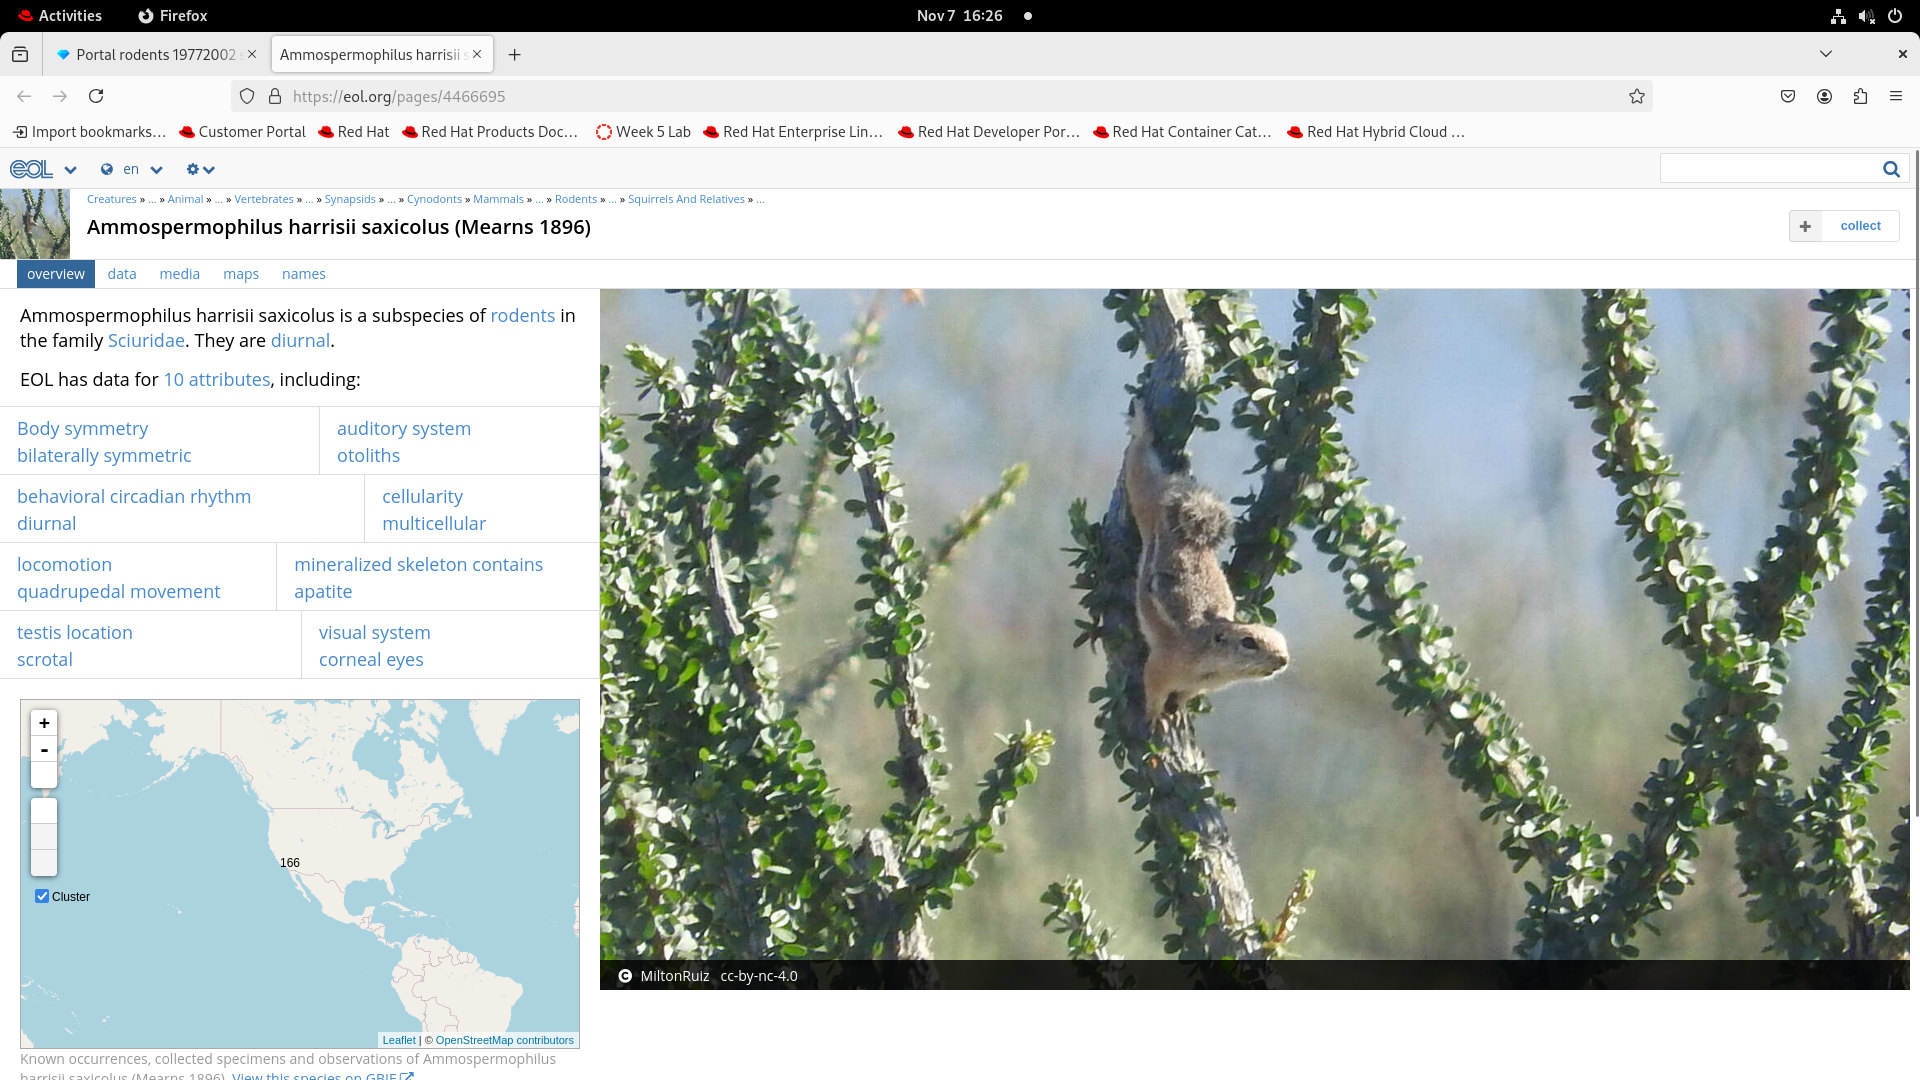 Activities Firefox Nov 7 16:26
Portal rodents 19772002 Ammospermophilus harrisii s
https://eol.org/pages/4466695
Import bookmarks… Customer Portal Red Hat Red Hat Products Doc… Week 5 Lab Red Hat Enterprise Lin… Red Hat Developer Por… Red Hat Container Cat… Red Hat Hybrid Cloud …
eOL en
Creatures » ... » Animal » ... » Vertebrates » ... » Synapsids » ... » Cynodonts » Mammals » ... » Rodents » ... » Squirrels And Relatives » ...
Ammospermophilus harrisii saxicolus (Mearns 1896)
+ collect
overview data media maps names
Ammospermophilus harrisii saxicolus is a subspecies of rodents in
the family Sciuridae. They are diurnal.
EOL has data for 10 attributes, including:
Body symmetry
bilaterally symmetric
auditory system
otoliths
behavioral circadian rhythm
diurnal
cellularity
multicellular
locomotion
quadrupedal movement
mineralized skeleton contains
apatite
testis location
scrotal
visual system
corneal eyes
+
-
166
Cluster
Leaflet | © OpenStreetMap contributors
Known occurrences, collected specimens and observations of Ammospermophilus
harrisii saxicolus (Mearns 1896). View this species on GBIF
MiltonRuiz cc-by-nc-4.0